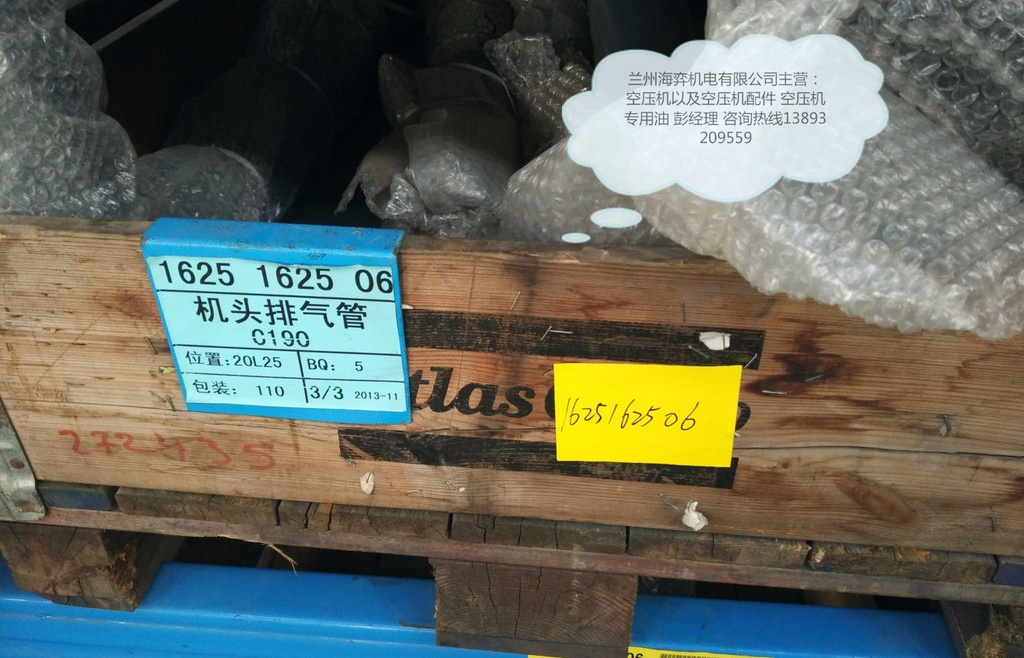 兰州海弈机电有限公司主营：
空压机以及空压机配件 空压机
专用油 彭经理 咨询热线13893
209559
1625 1625 06
机头排气管
C190
位置:20L25 BQ: 5
包装: 110 3/3 2013-11
tlas
1625162506
272435
06